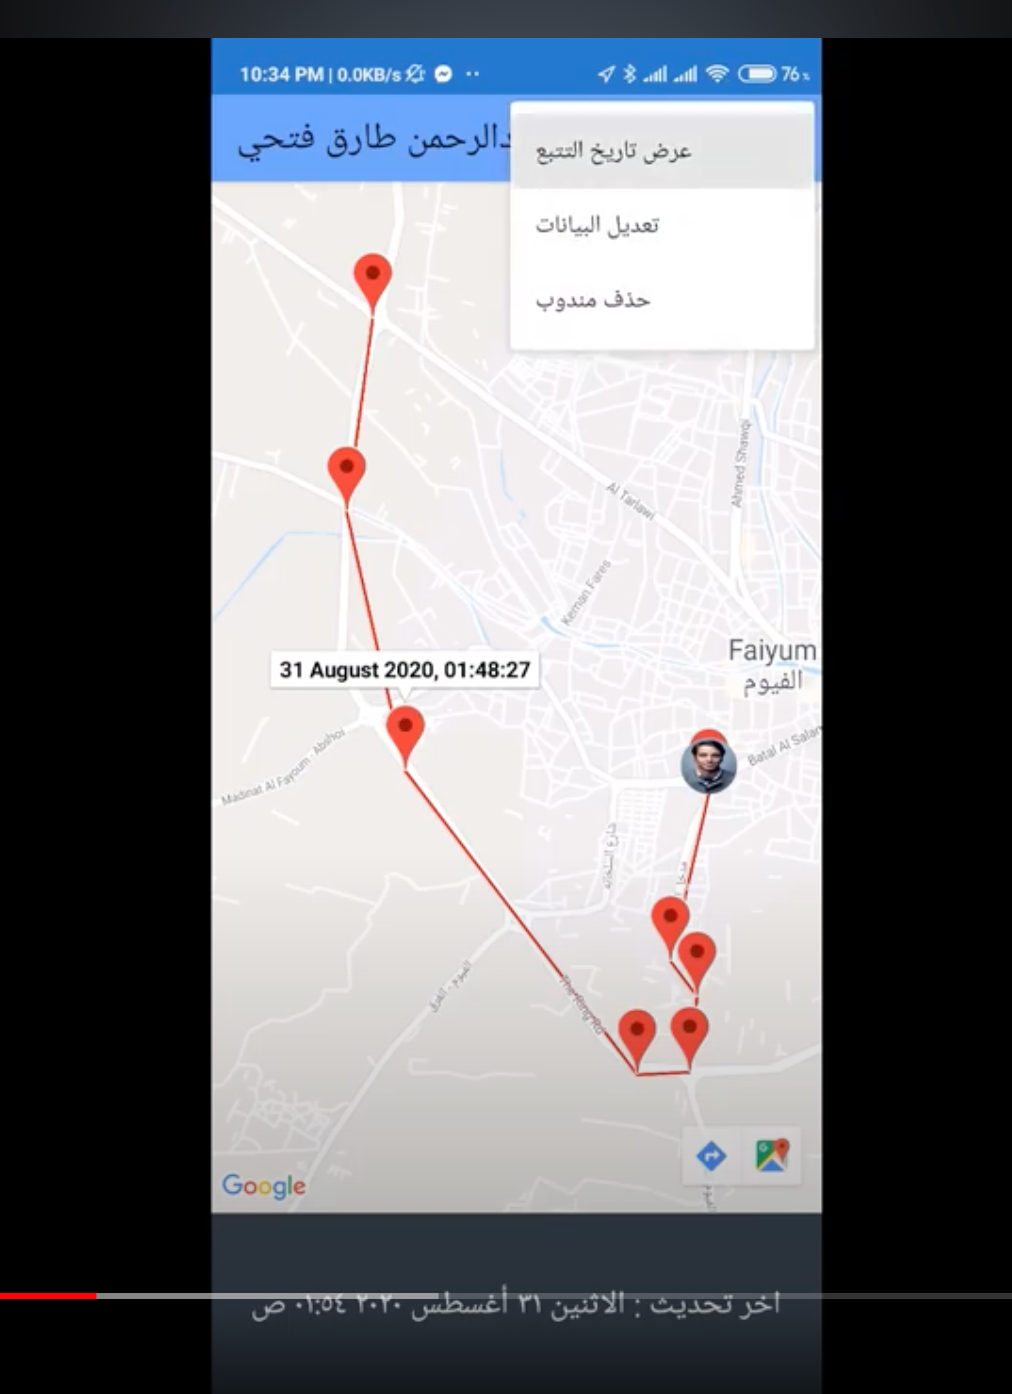 10:34 PM | 0.0KB/s
76%
دالرحمن طارق فتحي
عرض تاريخ التتبع
تعديل البيانات
حذف مندوب
Ahmed Shawqi
Al Tarlawi
Keman Fares
Faiyum
الفيوم
31 August 2020, 01:48:27
Batal Al Salam
Madinat Al Fayoum - Abshoi
شارع السلخانه
The Ring Rd
Google
اخر تحديث : الاثنين ٣١ أغسطس ٢٠٢٠ ٠١:٥٤ ص